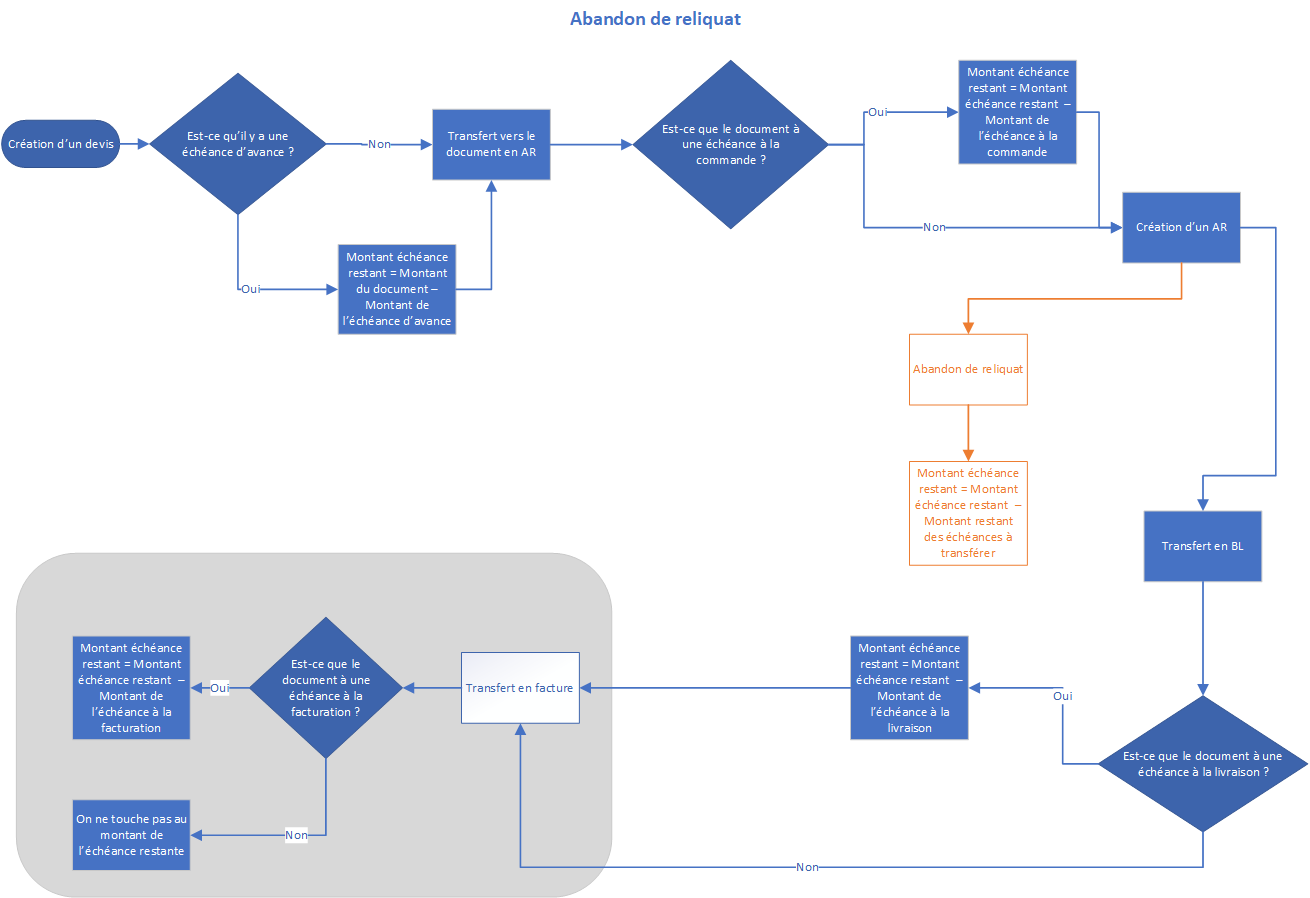 Abandon de reliquat
Création d'un devis
Est-ce qu'il y a une
échéance d'avance ?
Non
Transfert vers le
document en AR
Est-ce que le document à
une échéance à la
commande ?
Oui
Montant échéance
restant = Montant
échéance restant –
Montant de
l'échéance à la
commande
Non
Création d'un AR
Oui
Montant échéance
restant = Montant
du document –
Montant de
l'échéance d'avance
Abandon de reliquat
Montant échéance
restant = Montant
échéance restant –
Montant restant
des échéances à
transférer
Transfert en BL
Est-ce que le document à une
échéance à la livraison ?
Oui
Montant échéance
restant = Montant
échéance restant –
Montant de
l'échéance à la
livraison
Non
Transfert en facture
Est-ce que le
document à une
échéance à la
facturation ?
Oui
Montant échéance
restant = Montant
échéance restant –
Montant de
l'échéance à la
facturation
Non
On ne touche pas au
montant de
l'échéance restante